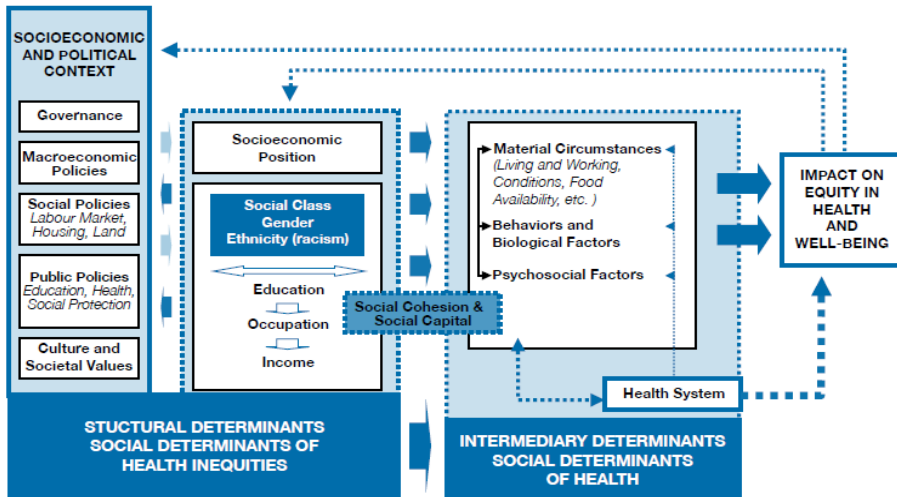 SOCIOECONOMIC
AND POLITICAL
CONTEXT
Governance
Macroeconomic
Policies
Social Policies
Labour Market,
Housing, Land
Public Policies
Education, Health,
Social Protection
Culture and
Societal Values
Socioeconomic
Position
Social Class
Gender
Ethnicity (racism)
Education
Occupation
Income
Social Cohesion &
Social Capital
Material Circumstances
(Living and Working,
Conditions, Food
Availability, etc. )
Behaviors and
Biological Factors
Psychosocial Factors
Health System
IMPACT ON
EQUITY IN
HEALTH
AND
WELL-BEING
STUCTURAL DETERMINANTS
SOCIAL DETERMINANTS OF
HEALTH INEQUITIES
INTERMEDIARY DETERMINANTS
SOCIAL DETERMINANTS
OF HEALTH